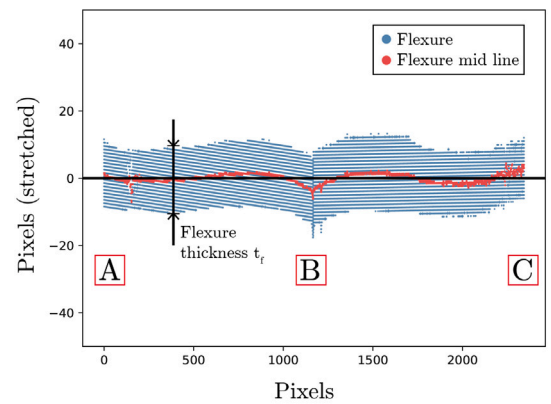 Flexure
Flexure mid line
40
20
0
−20
−40
Pixels (stretched)
Flexure
thickness t_f
A
B
C
0
500
1000
1500
2000
Pixels